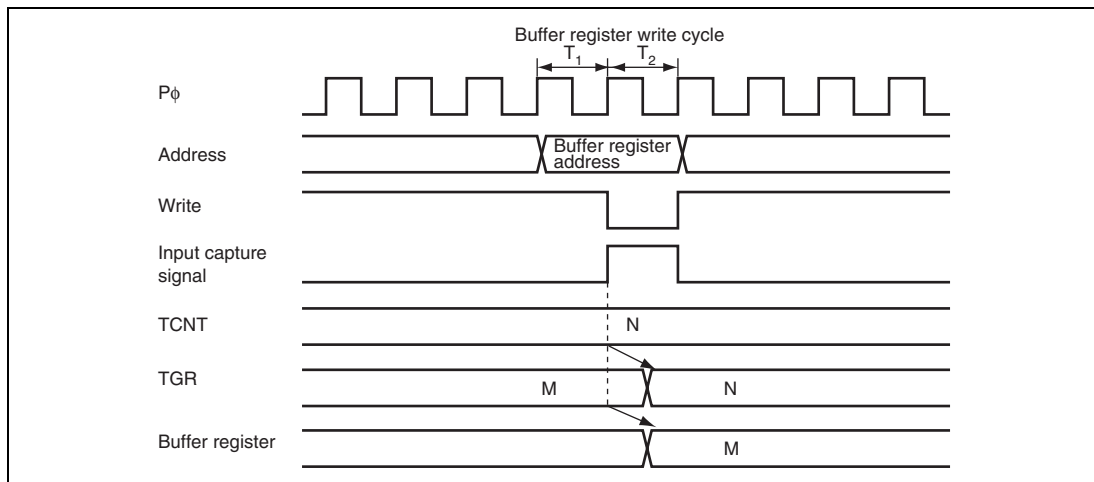 Buffer register write cycle
T1 T2
Pϕ
Address
Buffer register
address
Write
Input capture
signal
TCNT
N
TGR
M N
Buffer register
M